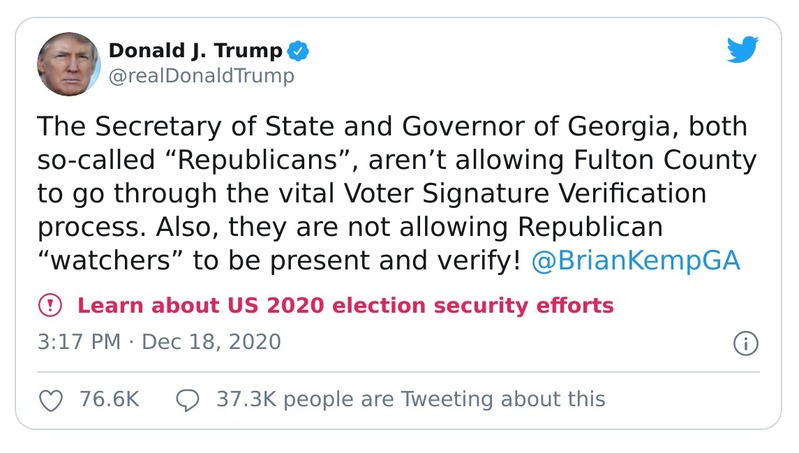 Donald J. Trump
@realDonaldTrump
The Secretary of State and Governor of Georgia, both
so-called “Republicans”, aren’t allowing Fulton County
to go through the vital Voter Signature Verification
process. Also, they are not allowing Republican
“watchers” to be present and verify! @BrianKempGA
Learn about US 2020 election security efforts
3:17 PM · Dec 18, 2020
76.6K 37.3K people are Tweeting about this